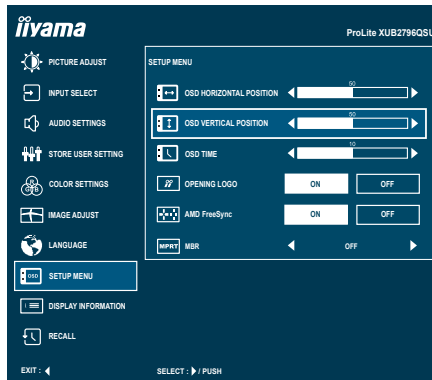 iiyama
ProLite XUB2796QSU
PICTURE ADJUST
INPUT SELECT
AUDIO SETTINGS
STORE USER SETTING
R G B COLOR SETTINGS
IMAGE ADJUST
LANGUAGE
OSD SETUP MENU
i DISPLAY INFORMATION
RECALL
SETUP MENU
OSD HORIZONTAL POSITION 50
OSD VERTICAL POSITION 50
OSD TIME 10
OPENING LOGO ON OFF
AMD FreeSync ON OFF
MPRT MBR OFF
EXIT :
SELECT : / PUSH